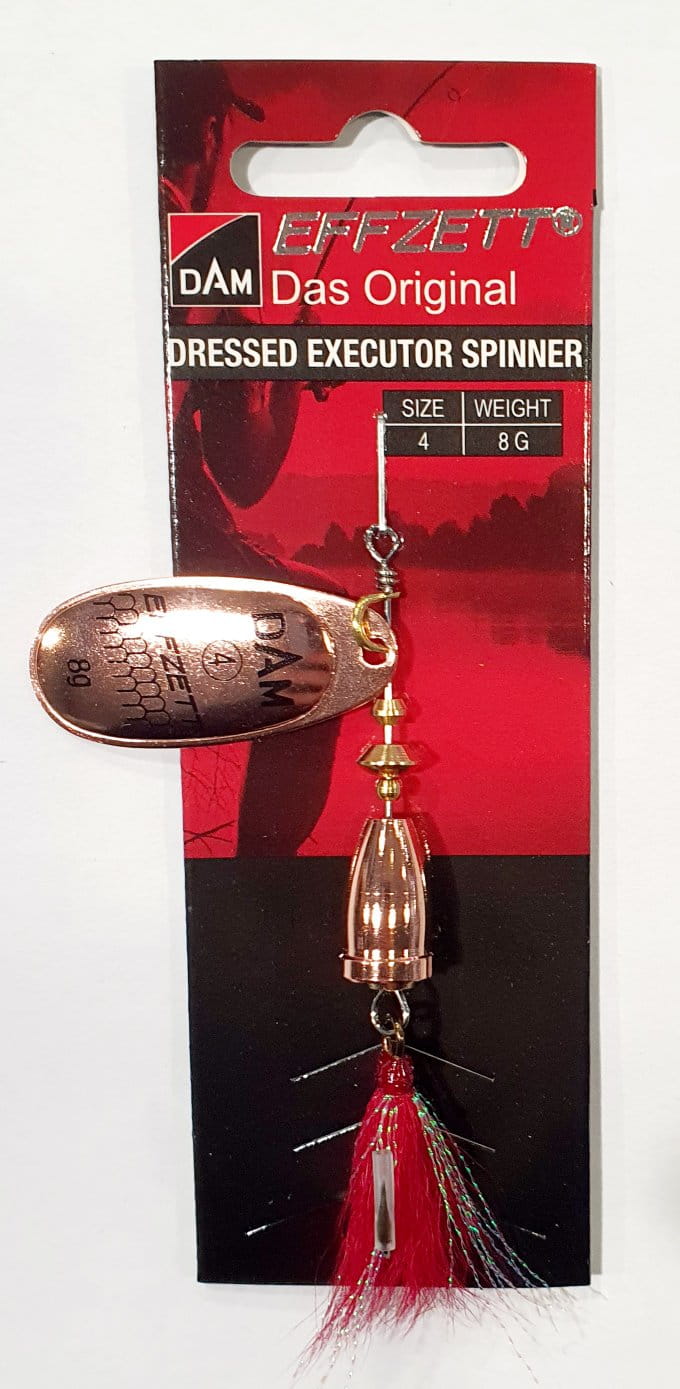 EFFZETT®
DAM
Das Original
DRESSED EXECUTOR SPINNER
SIZE WEIGHT
4 8 G
DAM
4
EFFZETT
8g